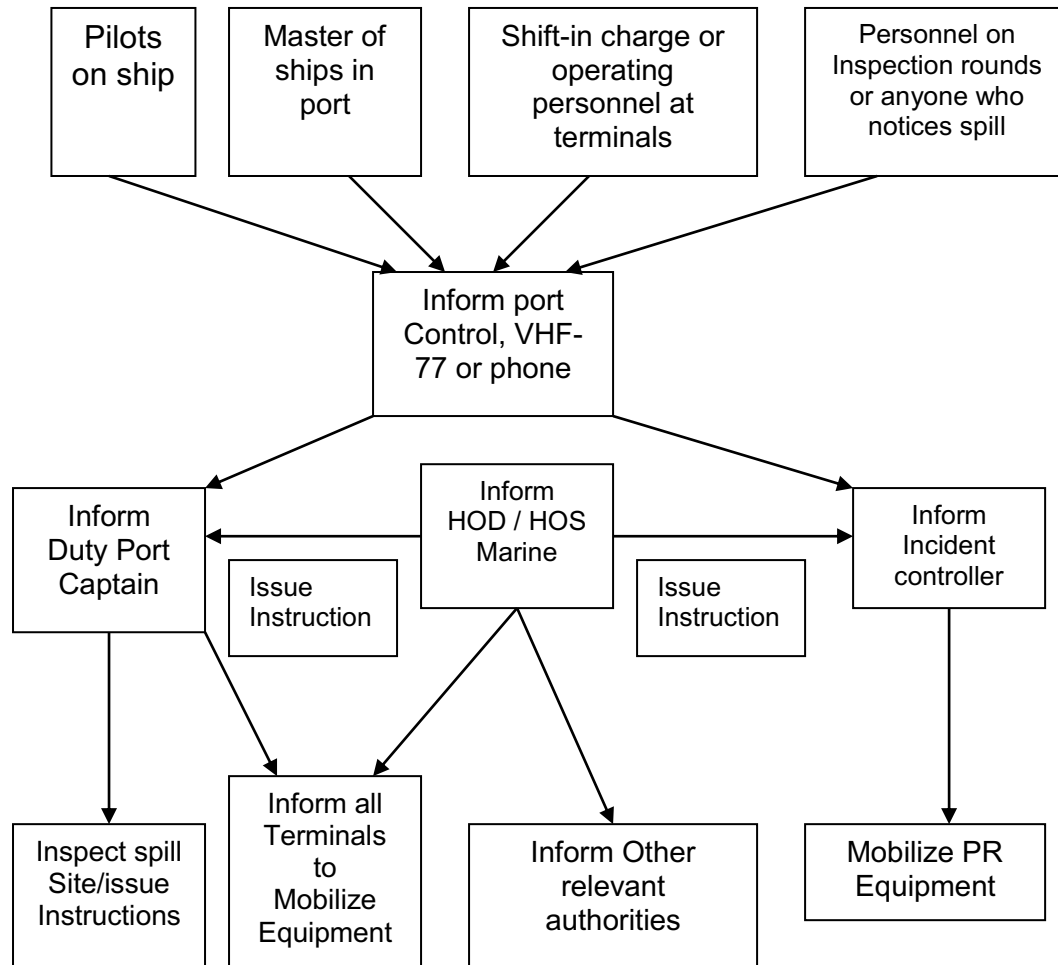 Pilots
on ship
Master of
ships in
port
Shift-in charge or
operating
personnel at
terminals
Personnel on
Inspection rounds
or anyone who
notices spill
Inform port
Control, VHF-
77 or phone
Inform
Duty Port
Captain
Inform
HOD / HOS
Marine
Inform
Incident
controller
Issue
Instruction
Issue
Instruction
Inspect spill
Site/issue
Instructions
Inform all
Terminals
to
Mobilize
Equipment
Inform Other
relevant
authorities
Mobilize PR
Equipment